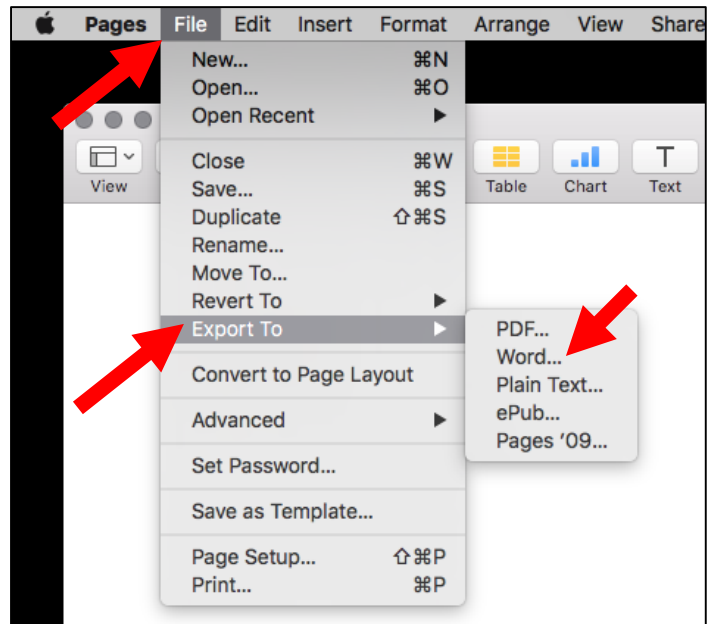 Pages File Edit Insert Format Arrange View Share
New... ⌘N
Open... ⌘O
Open Recent ▶
Close ⌘W
Save... ⌘S
Duplicate ⇧⌘S
Rename...
Move To...
Revert To ▶
Export To ▶
Convert to Page Layout
Advanced ▶
Set Password...
Save as Template...
Page Setup... ⇧⌘P
Print... ⌘P
PDF...
Word...
Plain Text...
ePub...
Pages ’09...
View
Table Chart Text